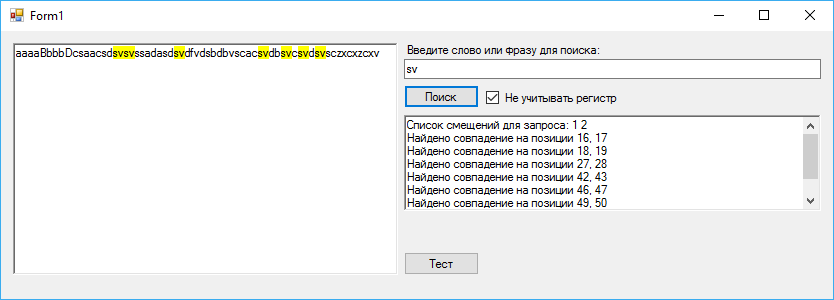 Form1
aaaaBbbbDcsaacsdsvsvssadasdsvdfvdsbdbvscacsvdbsvcsvdsvsczxcxzcxv
Введите слово или фразу для поиска:
sv
Поиск
Не учитывать регистр
Список смещений для запроса: 1 2
Найдено совпадение на позиции 16, 17
Найдено совпадение на позиции 18, 19
Найдено совпадение на позиции 27, 28
Найдено совпадение на позиции 42, 43
Найдено совпадение на позиции 46, 47
Найдено совпадение на позиции 49, 50
Тест